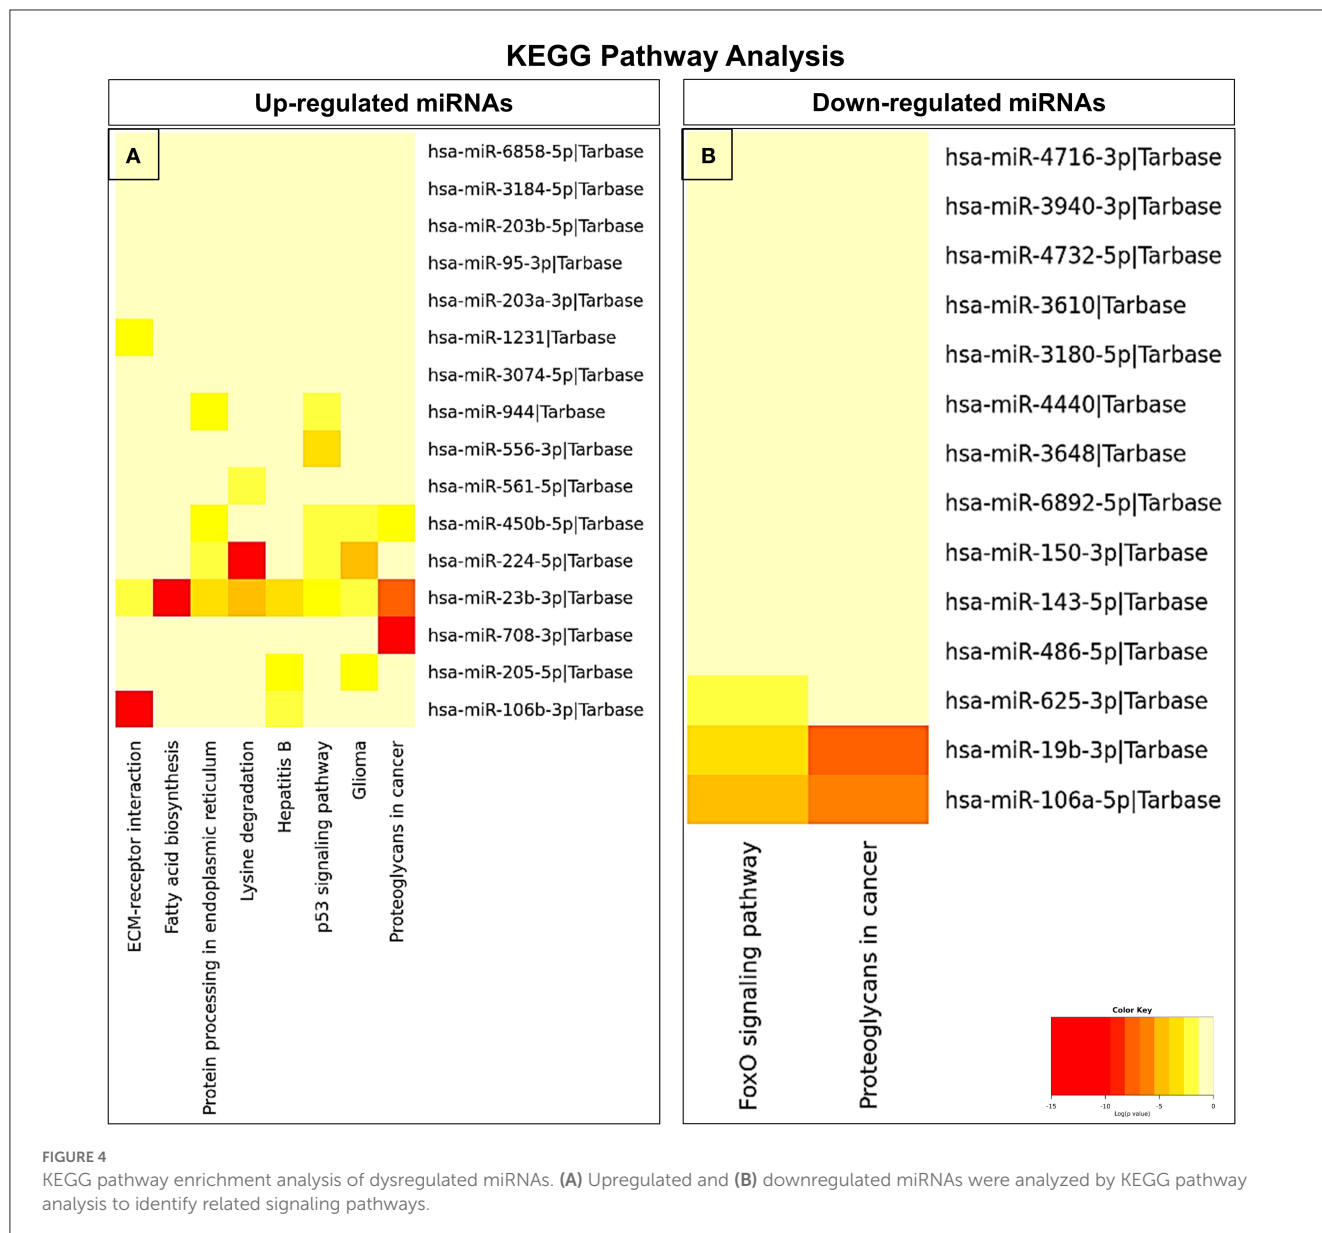 KEGG Pathway Analysis
Up-regulated miRNAs
Down-regulated miRNAs
A
hsa-miR-6858-5p|Tarbase
hsa-miR-3184-5p|Tarbase
hsa-miR-203b-5p|Tarbase
hsa-miR-95-3p|Tarbase
hsa-miR-203a-3p|Tarbase
hsa-miR-1231|Tarbase
hsa-miR-3074-5p|Tarbase
hsa-miR-944|Tarbase
hsa-miR-556-3p|Tarbase
hsa-miR-561-5p|Tarbase
hsa-miR-450b-5p|Tarbase
hsa-miR-224-5p|Tarbase
hsa-miR-23b-3p|Tarbase
hsa-miR-708-3p|Tarbase
hsa-miR-205-5p|Tarbase
hsa-miR-106b-3p|Tarbase
ECM-receptor interaction
Fatty acid biosynthesis
Protein processing in endoplasmic reticulum
Lysine degradation
Hepatitis B
p53 signaling pathway
Glioma
Proteoglycans in cancer
B
hsa-miR-4716-3p|Tarbase
hsa-miR-3940-3p|Tarbase
hsa-miR-4732-5p|Tarbase
hsa-miR-3610|Tarbase
hsa-miR-3180-5p|Tarbase
hsa-miR-4440|Tarbase
hsa-miR-3648|Tarbase
hsa-miR-6892-5p|Tarbase
hsa-miR-150-3p|Tarbase
hsa-miR-143-5p|Tarbase
hsa-miR-486-5p|Tarbase
hsa-miR-625-3p|Tarbase
hsa-miR-19b-3p|Tarbase
hsa-miR-106a-5p|Tarbase
FoxO signaling pathway
Proteoglycans in cancer
Color Key
-15 -10 -5 0
Log(p value)
FIGURE 4
KEGG pathway enrichment analysis of dysregulated miRNAs. (A) Upregulated and (B) downregulated miRNAs were analyzed by KEGG pathway
analysis to identify related signaling pathways.